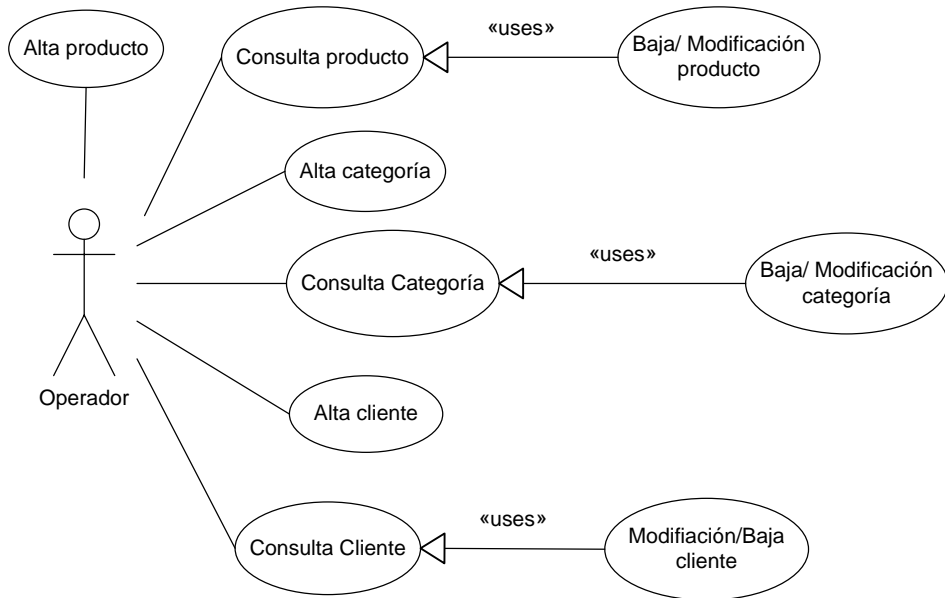 Alta producto
Consulta producto
«uses»
Baja/ Modificación
producto
Alta categoría
Consulta Categoría
«uses»
Baja/ Modificación
categoría
Operador
Alta cliente
Consulta Cliente
«uses»
Modifiación/Baja
cliente